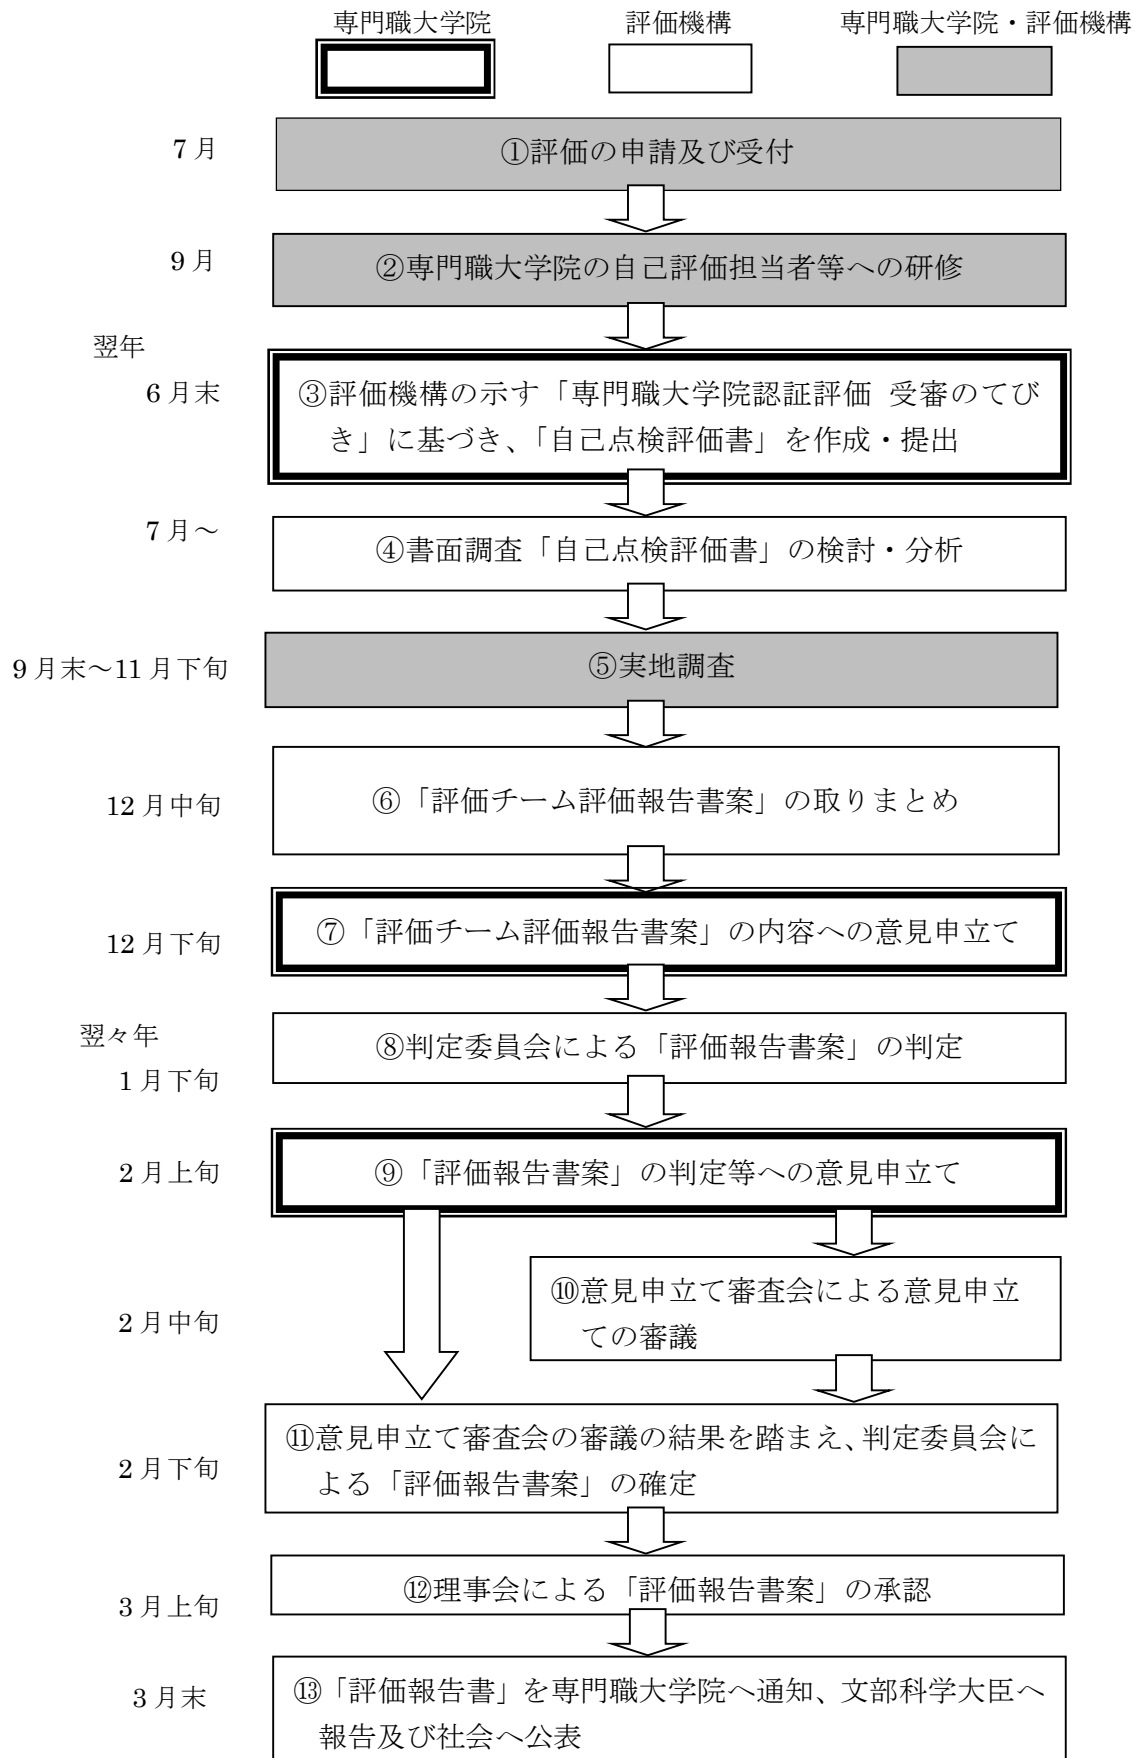 専門職大学院
評価機構
専門職大学院・評価機構
7月
①評価の申請及び受付
9月
②専門職大学院の自己評価担当者等への研修
翌年
6月末
③評価機構の示す「専門職大学院認証評価 受審のてび
き」に基づき、「自己点検評価書」を作成・提出
7月～
④書面調査「自己点検評価書」の検討・分析
9月末～11月下旬
⑤実地調査
12月中旬
⑥「評価チーム評価報告書案」の取りまとめ
12月下旬
⑦「評価チーム評価報告書案」の内容への意見申立て
翌々年
1月下旬
⑧判定委員会による「評価報告書案」の判定
2月上旬
⑨「評価報告書案」の判定等への意見申立て
2月中旬
⑩意見申立て審査会による意見申立
ての審議
2月下旬
⑪意見申立て審査会の審議の結果を踏まえ、判定委員会に
よる「評価報告書案」の確定
3月上旬
⑫理事会による「評価報告書案」の承認
3月末
⑬「評価報告書」を専門職大学院へ通知、文部科学大臣へ
報告及び社会へ公表